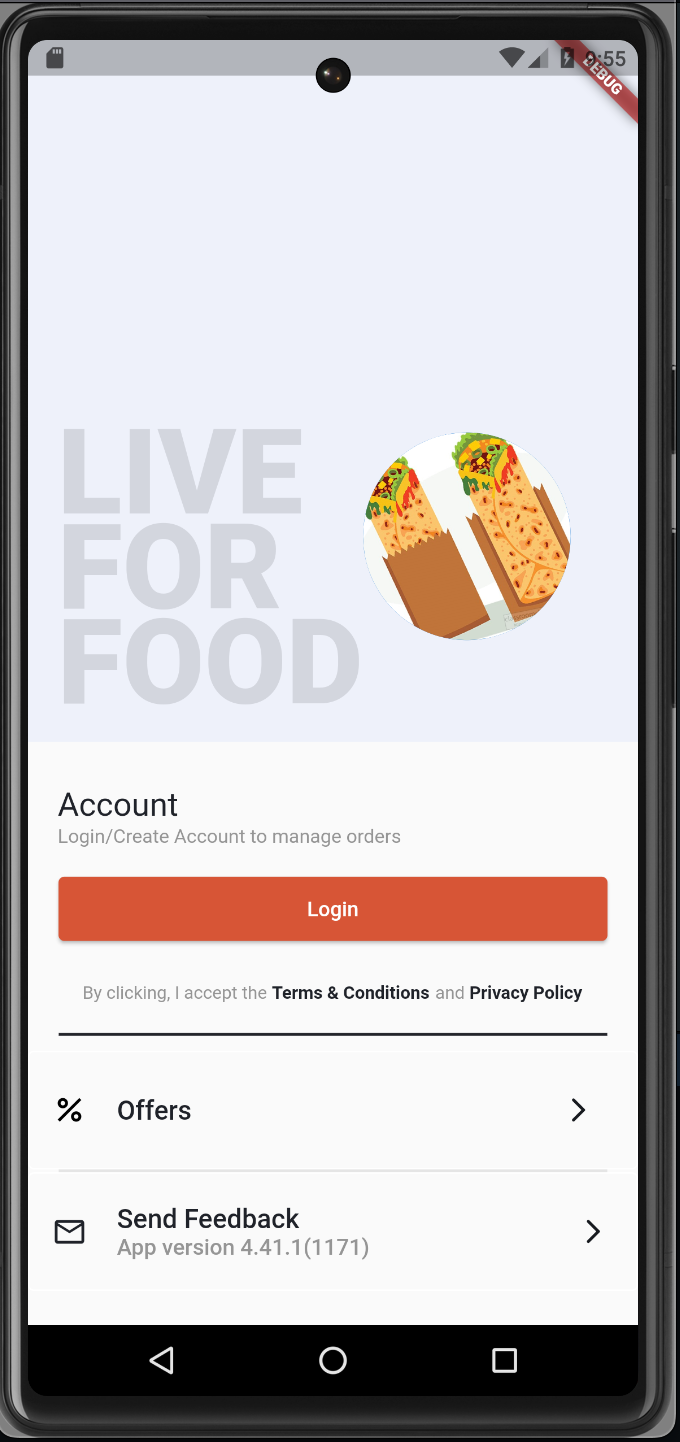 9:55
DEBUG
LIVE
FOR
FOOD
Account
Login/Create Account to manage orders
Login
By clicking, I accept the Terms & Conditions and Privacy Policy
Offers
Send Feedback
App version 4.41.1(1171)